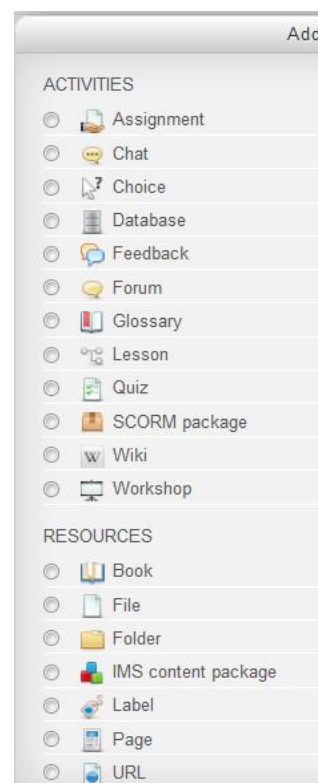 Add
ACTIVITIES
Assignment
Chat
Choice
Database
Feedback
Forum
Glossary
Lesson
Quiz
SCORM package
Wiki
Workshop
RESOURCES
Book
File
Folder
IMS content package
Label
Page
URL